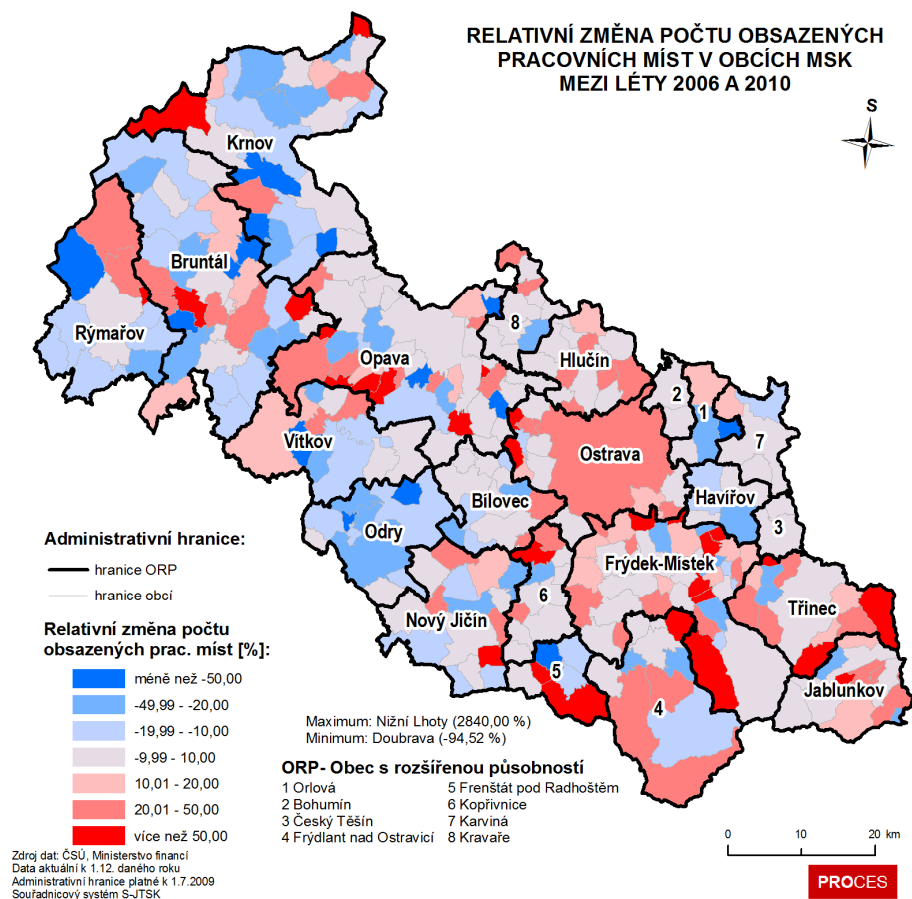 RELATIVNÍ ZMĚNA POČTU OBSAZENÝCH
PRACOVNÍCH MÍST V OBCÍCH MSK
MEZI LÉTY 2006 A 2010
S
Krnov
Bruntál
Rýmařov
Opava
8
Hlučín
2
1
7
Vítkov
Ostrava
Bílovec
Havířov
Odry
3
Frýdek-Místek
6
Třinec
Nový Jičín
5
Jablunkov
4
Administrativní hranice:
hranice ORP
hranice obcí
Relativní změna počtu
obsazených prac. míst [%]:
méně než -50,00
-49,99 - -20,00
-19,99 - -10,00
-9,99 - 10,00
10,01 - 20,00
20,01 - 50,00
více než 50,00
Maximum: Nižní Lhoty (2840,00 %)
Minimum: Doubrava (-94,52 %)
ORP- Obec s rozšířenou působností
1 Orlová
2 Bohumín
3 Český Těšín
4 Frýdlant nad Ostravicí
5 Frenštát pod Radhoštěm
6 Kopřivnice
7 Karviná
8 Kravaře
0 10 20 km
Zdroj dat: ČSÚ, Ministerstvo financí
Data aktuální k 1.12. daného roku
Administrativní hranice platné k 1.7.2009
Souřadnicový systém S-JTSK
PROCES